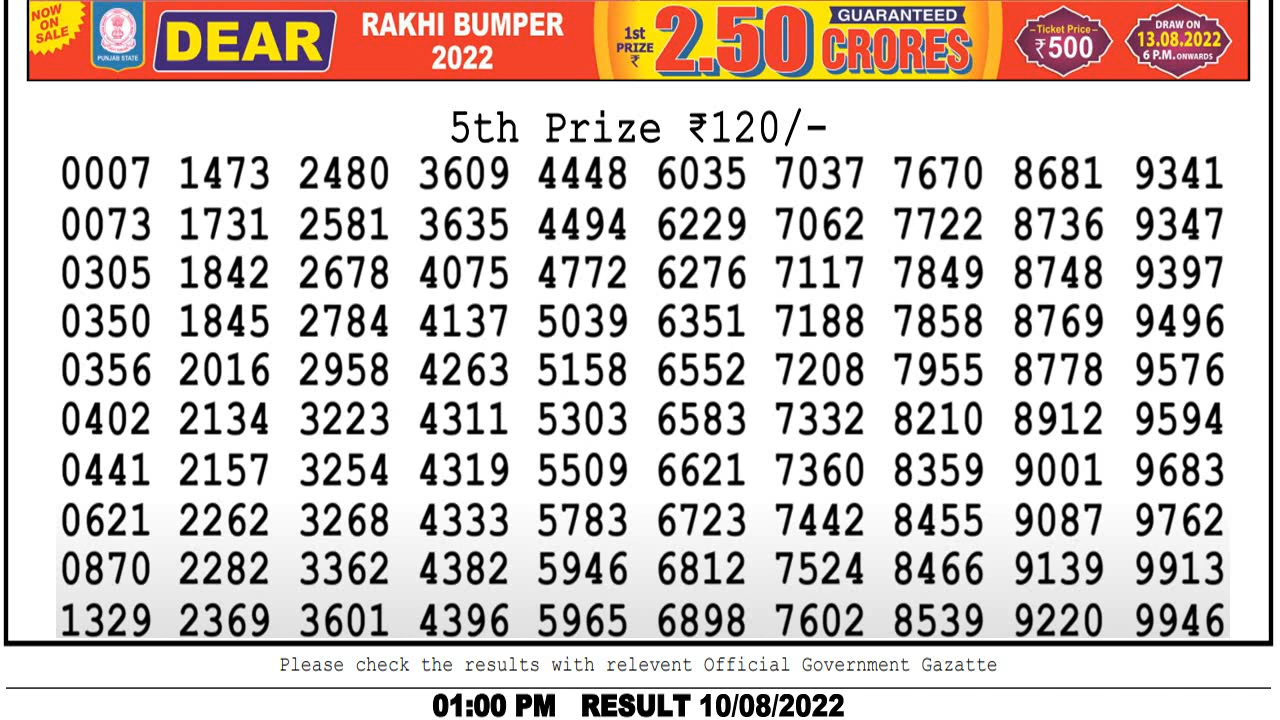 NOW ON SALE
PUNJAB STATE
DEAR
RAKHI BUMPER
2022
1st PRIZE ₹
2.50
GUARANTEED
CRORES
Ticket Price
₹500
DRAW ON
13.08.2022
6 P.M. ONWARDS
5th Prize ₹120/-
0007 1473 2480 3609 4448 6035 7037 7670 8681 9341
0073 1731 2581 3635 4494 6229 7062 7722 8736 9347
0305 1842 2678 4075 4772 6276 7117 7849 8748 9397
0350 1845 2784 4137 5039 6351 7188 7858 8769 9496
0356 2016 2958 4263 5158 6552 7208 7955 8778 9576
0402 2134 3223 4311 5303 6583 7332 8210 8912 9594
0441 2157 3254 4319 5509 6621 7360 8359 9001 9683
0621 2262 3268 4333 5783 6723 7442 8455 9087 9762
0870 2282 3362 4382 5946 6812 7524 8466 9139 9913
1329 2369 3601 4396 5965 6898 7602 8539 9220 9946
Please check the results with relevent Official Government Gazatte
01:00 PM RESULT 10/08/2022